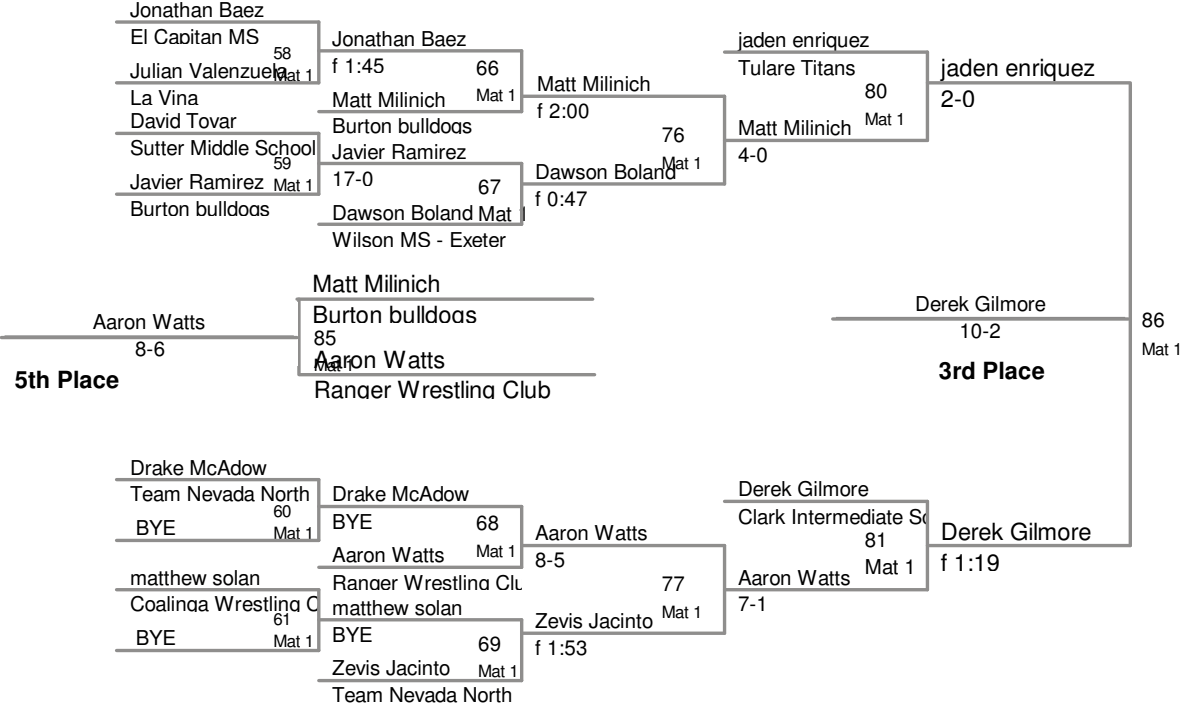 Jonathan Baez
El Capitan MS
58
Mat 1
Julian Valenzuela
La Vina
David Tovar
Sutter Middle School
59
Mat 1
Javier Ramirez
Burton bulldogs
Jonathan Baez
f 1:45
66
Mat 1
Matt Milinich
Burton bulldogs
Javier Ramirez
17-0
67
Mat 1
Dawson Boland
Wilson MS - Exeter
Matt Milinich
f 2:00
76
Mat 1
Dawson Boland
f 0:47
jaden enriquez
Tulare Titans
80
Mat 1
Matt Milinich
4-0
jaden enriquez
2-0
Matt Milinich
Burton bulldogs
85
Mat 1
Aaron Watts
Ranger Wrestling Club
Aaron Watts
8-6
5th Place
Derek Gilmore
10-2
3rd Place
86
Mat 1
Drake McAdow
Team Nevada North
60
Mat 1
BYE
matthew solan
Coalinga Wrestling C
61
Mat 1
BYE
Drake McAdow
BYE
68
Mat 1
Aaron Watts
Ranger Wrestling Clu
matthew solan
BYE
69
Mat 1
Zevis Jacinto
Team Nevada North
Aaron Watts
8-5
77
Mat 1
Zevis Jacinto
f 1:53
Derek Gilmore
Clark Intermediate Sc
81
Mat 1
Aaron Watts
7-1
Derek Gilmore
f 1:19